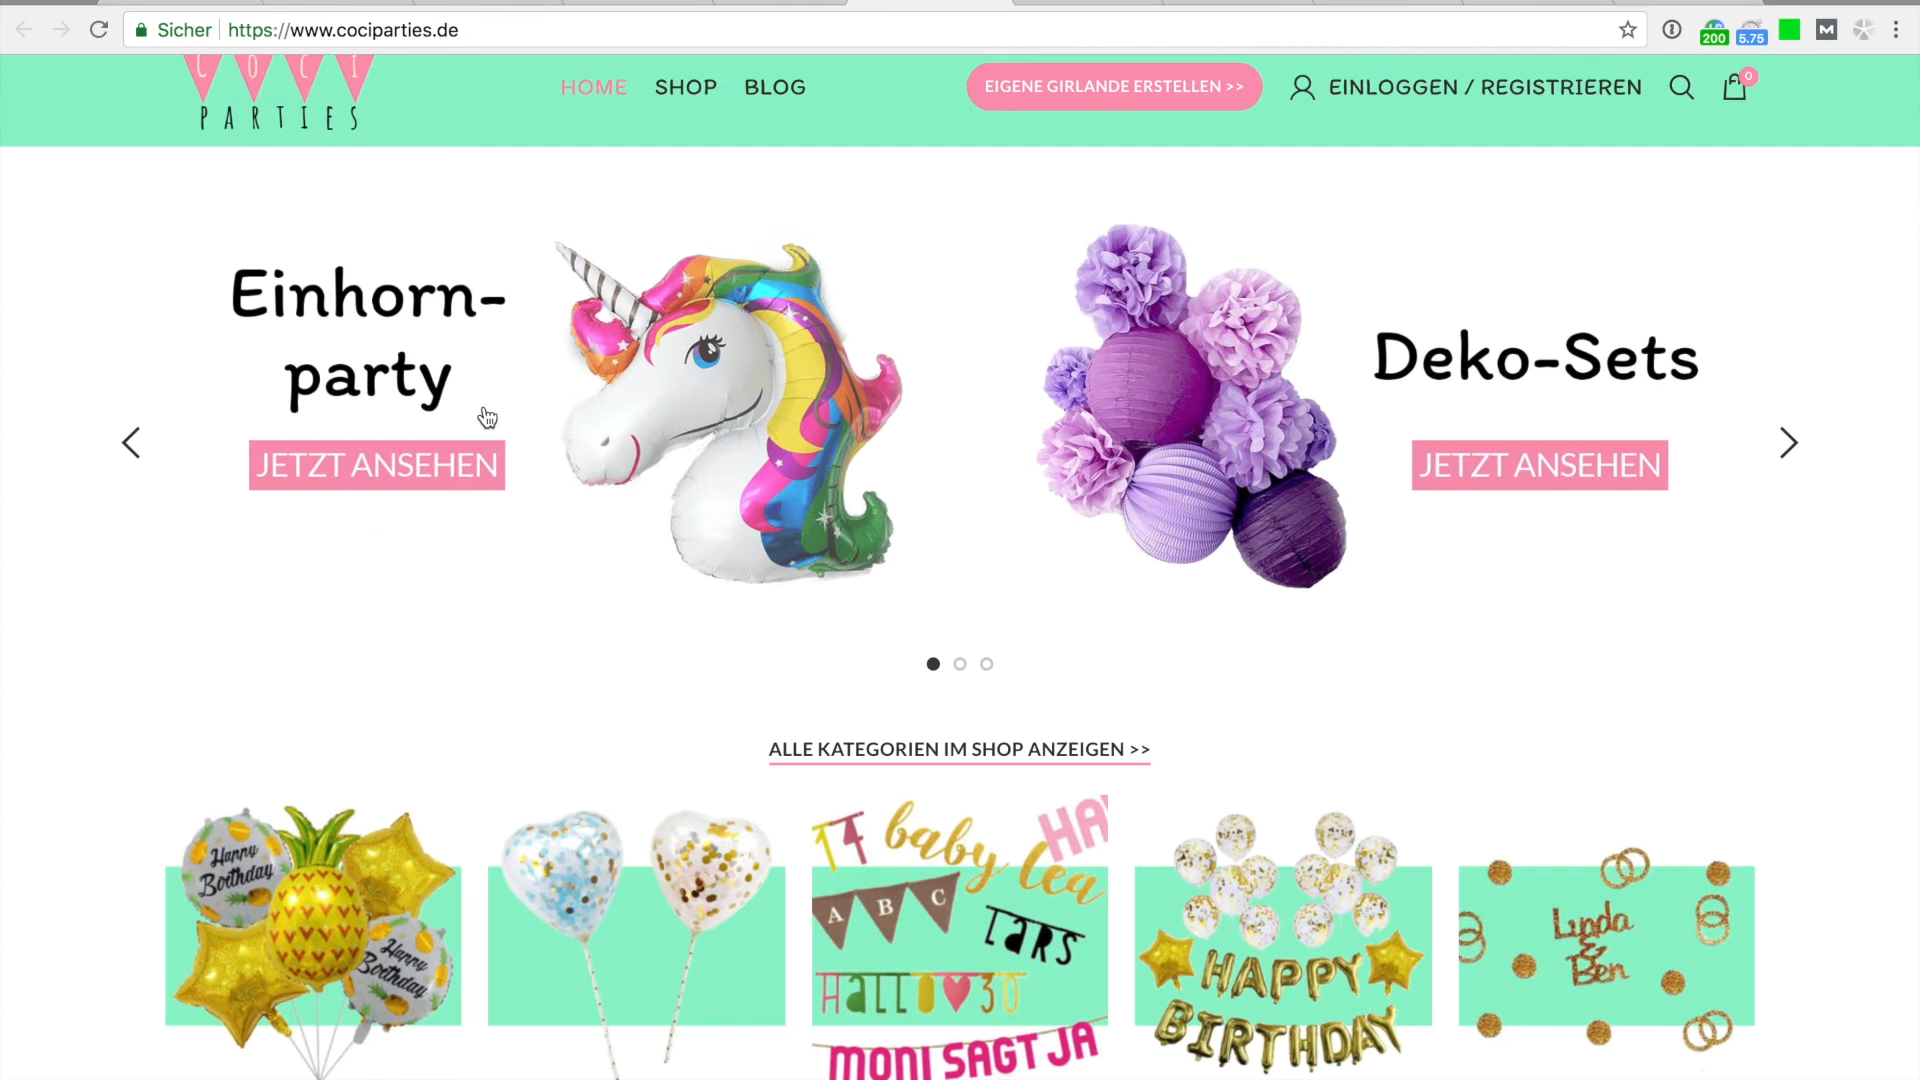 Sicher
https://www.cociparties.de
200
5.75
M
COCI
PARTIES
HOME
SHOP
BLOG
EIGENE GIRLANDE ERSTELLEN >>
EINLOGGEN / REGISTRIEREN
0
Einhorn-
party
JETZT ANSEHEN
Deko-Sets
JETZT ANSEHEN
ALLE KATEGORIEN IM SHOP ANZEIGEN >>
Happy
Birthday
Happy
Birthday
14
baby
HA
Lea
A B C
LARS
HALLO
30
MONI SAGT JA
HAPPY
BIRTHDAY
Linda
&
Ben